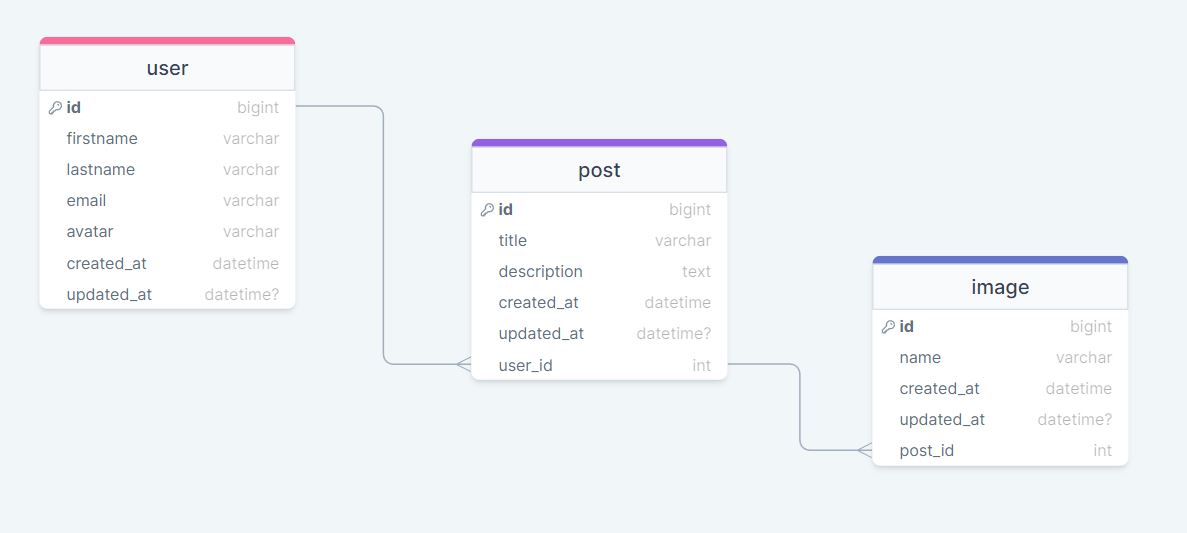 user
id bigint
firstname varchar
lastname varchar
email varchar
avatar varchar
created_at datetime
updated_at datetime?
post
id bigint
title varchar
description text
created_at datetime
updated_at datetime?
user_id int
image
id bigint
name varchar
created_at datetime
updated_at datetime?
post_id int